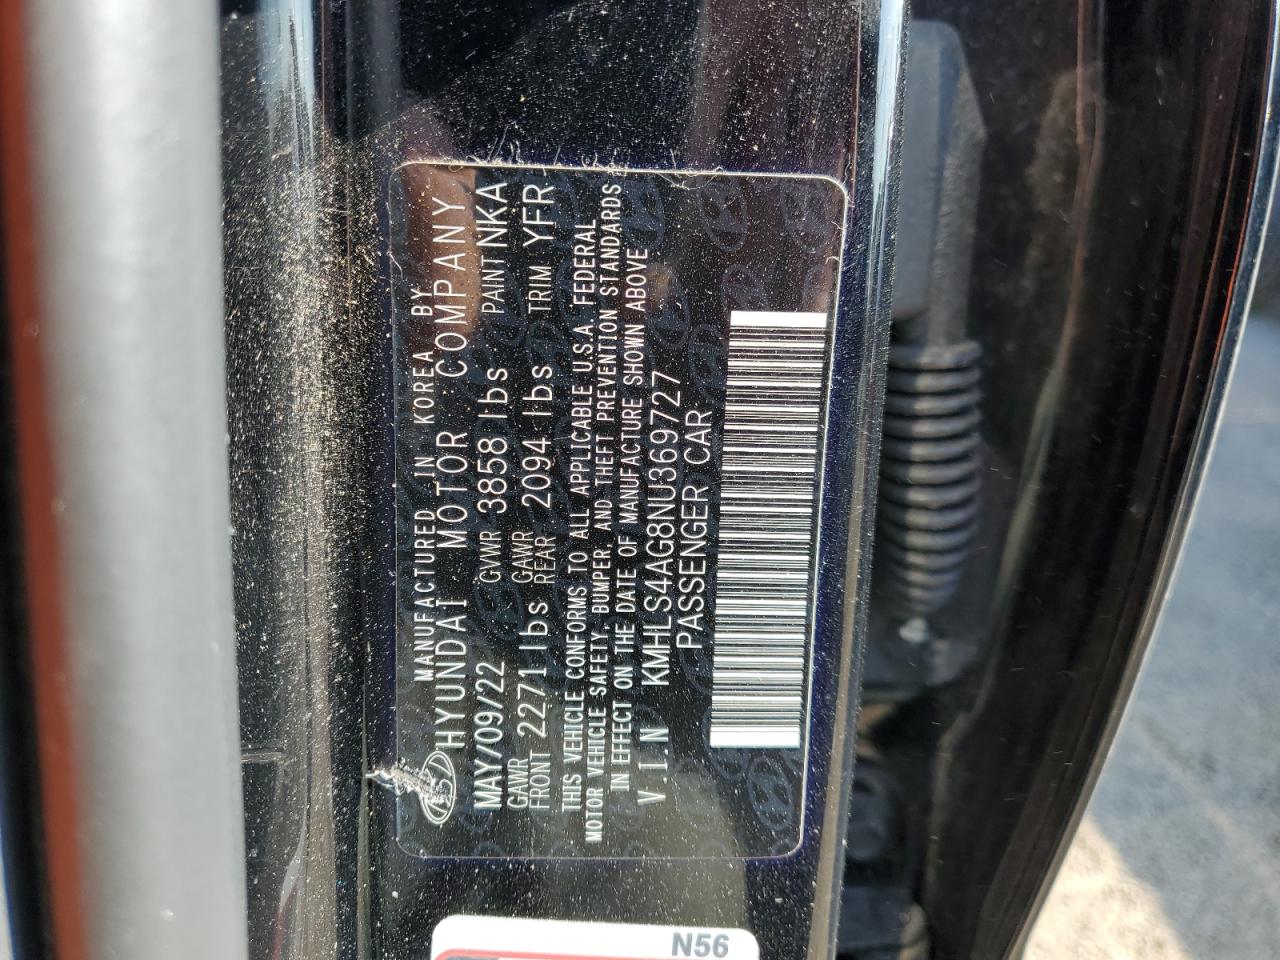 MANUFACTURED IN KOREA BY
HYUNDAI MOTOR COMPANY
MAY/09/22 GVWR 3858 lbs PAINT NKA
GAWR FRONT 2271 lbs GAWR REAR 2094 lbs TRIM YFR
THIS VEHICLE CONFORMS TO ALL APPLICABLE U.S.A. FEDERAL
MOTOR VEHICLE SAFETY, BUMPER, AND THEFT PREVENTION STANDARDS
IN EFFECT ON THE DATE OF MANUFACTURE SHOWN ABOVE
V.I.N KMHLS4AG8NU369727
PASSENGER CAR
N56